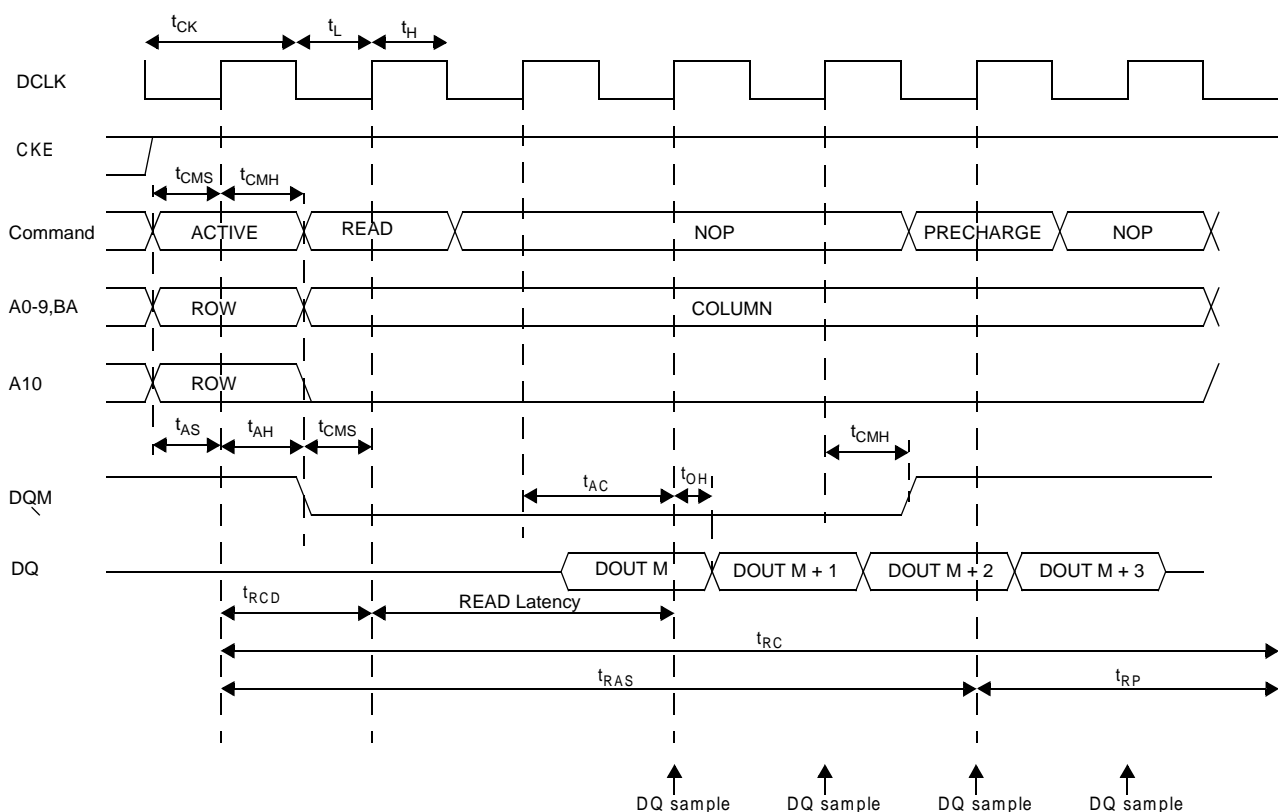 tCK tL tH
DCLK
CKE
tCMS tCMH
Command ACTIVE READ NOP PRECHARGE NOP
A0-9,BA ROW COLUMN
A10 ROW
tAS tAH tCMS tCMH
DQM tAC tOH
DQ DOUT M DOUT M + 1 DOUT M + 2 DOUT M + 3
tRCD READ Latency
tRC
tRAS tRP
DQ sample DQ sample DQ sample DQ sample